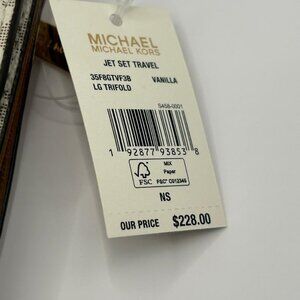 MICHAEL
MICHAEL KORS
JET SET TRAVEL
35F8GTVF3B VANILLA
LG TRIFOLD
S458-0001
1 92877 93853 8
FSC
MIX
Paper
FSC® C012345
NS
OUR PRICE $228.00